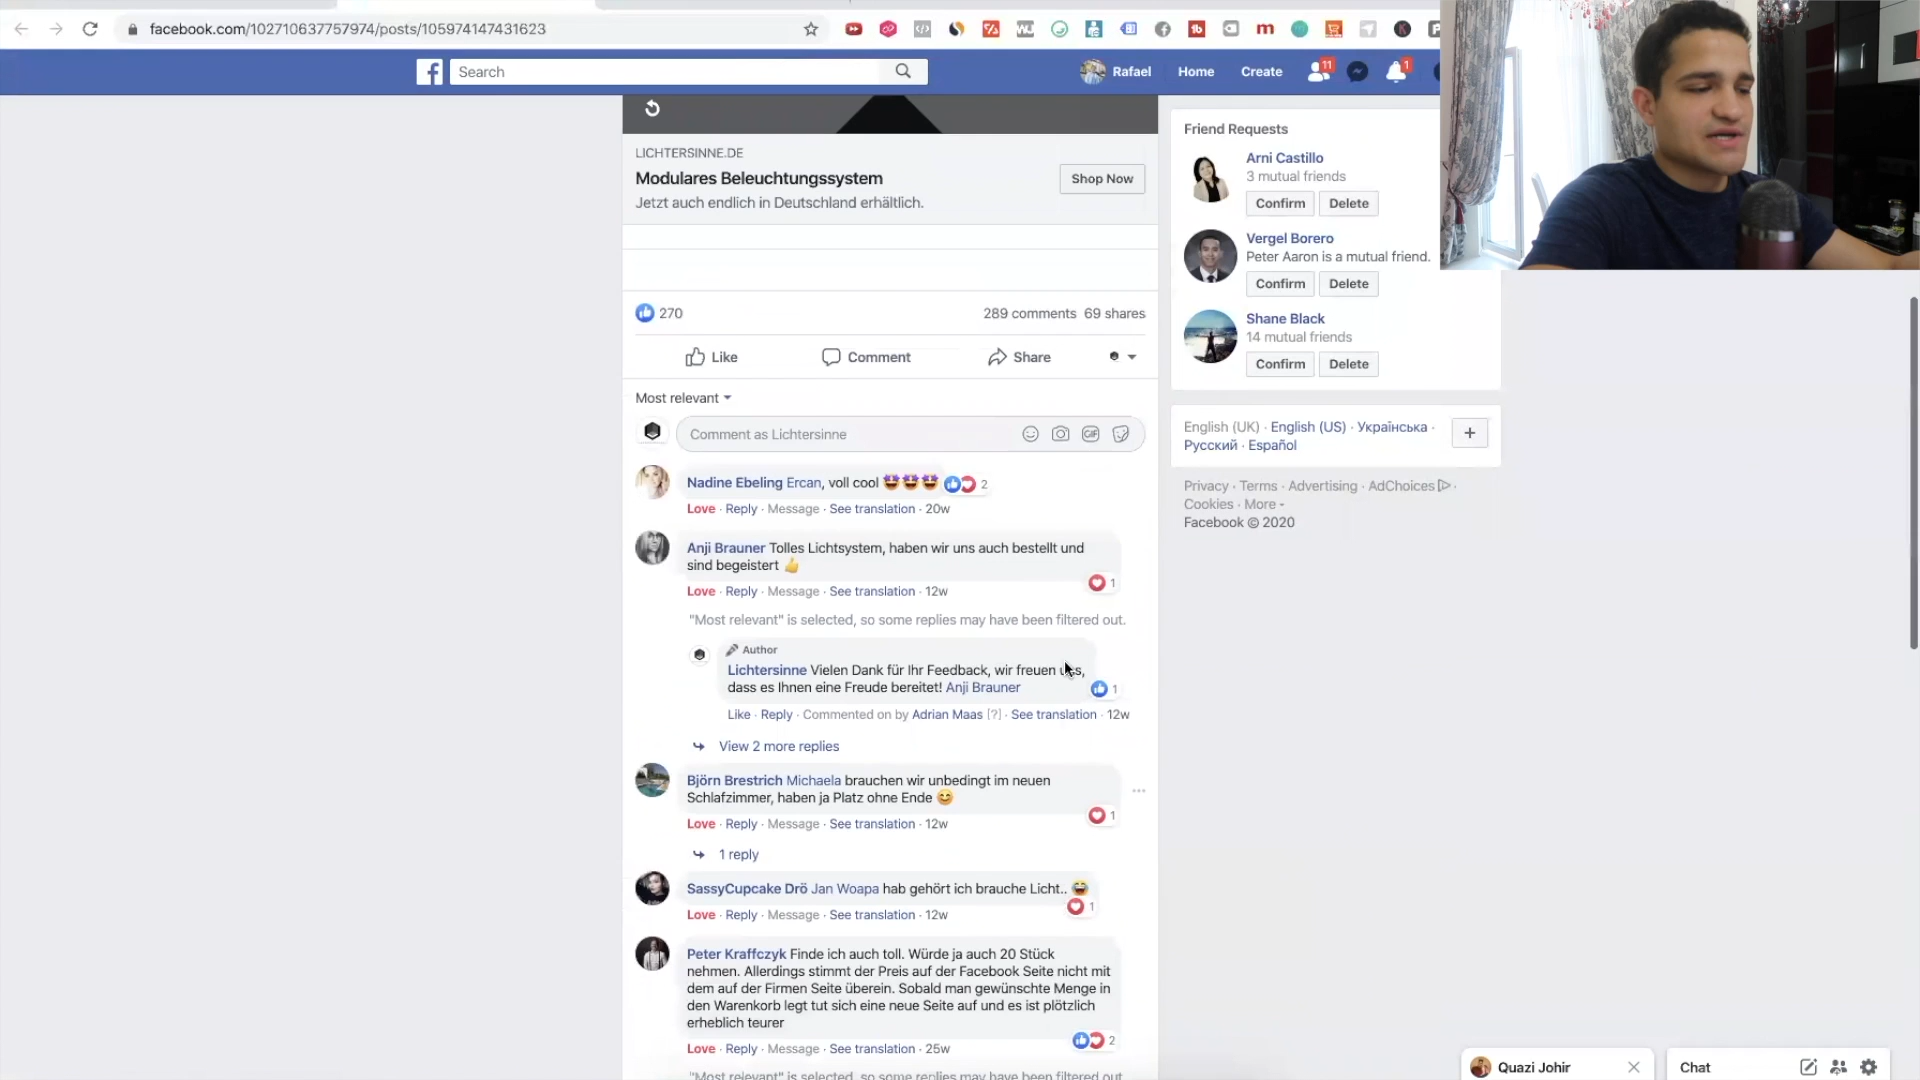 facebook.com/102710637757974/posts/105974147431623
Search
Rafael
Home
Create
11
1
LICHTERSINNE.DE
Modulares Beleuchtungssystem
Shop Now
Jetzt auch endlich in Deutschland erhältlich.
270
289 comments 69 shares
Like
Comment
Share
Most relevant
Comment as Lichtersinne
GIF
Nadine Ebeling Ercan, voll cool 🤩🤩🤩 2
Love · Reply · Message · See translation · 20w
Anji Brauner Tolles Lichtsystem, haben wir uns auch bestellt und
sind begeistert 👍
1
Love · Reply · Message · See translation · 12w
"Most relevant" is selected, so some replies may have been filtered out.
Author
Lichtersinne Vielen Dank für Ihr Feedback, wir freuen uns,
dass es Ihnen eine Freude bereitet! Anji Brauner
1
Like · Reply · Commented on by Adrian Maas [?] · See translation · 12w
View 2 more replies
Björn Brestrich Michaela brauchen wir unbedingt im neuen
Schlafzimmer, haben ja Platz ohne Ende 😊
1
Love · Reply · Message · See translation · 12w
1 reply
SassyCupcake Drö Jan Woapa hab gehört ich brauche Licht.. 😂
1
Love · Reply · Message · See translation · 12w
Peter Kraffczyk Finde ich auch toll. Würde ja auch 20 Stück
nehmen. Allerdings stimmt der Preis auf der Facebook Seite nicht mit
dem auf der Firmen Seite überein. Sobald man gewünschte Menge in
den Warenkorb legt tut sich eine neue Seite auf und es ist plötzlich
erheblich teurer
2
Love · Reply · Message · See translation · 25w
"Most relevant" is selected, so some replies may have been filtered out.
Friend Requests
Arni Castillo
3 mutual friends
Confirm
Delete
Vergel Borero
Peter Aaron is a mutual friend.
Confirm
Delete
Shane Black
14 mutual friends
Confirm
Delete
English (UK) · English (US) · Українська ·
Русский · Español
Privacy · Terms · Advertising · AdChoices ·
Cookies · More
Facebook © 2020
Quazi Johir
Chat